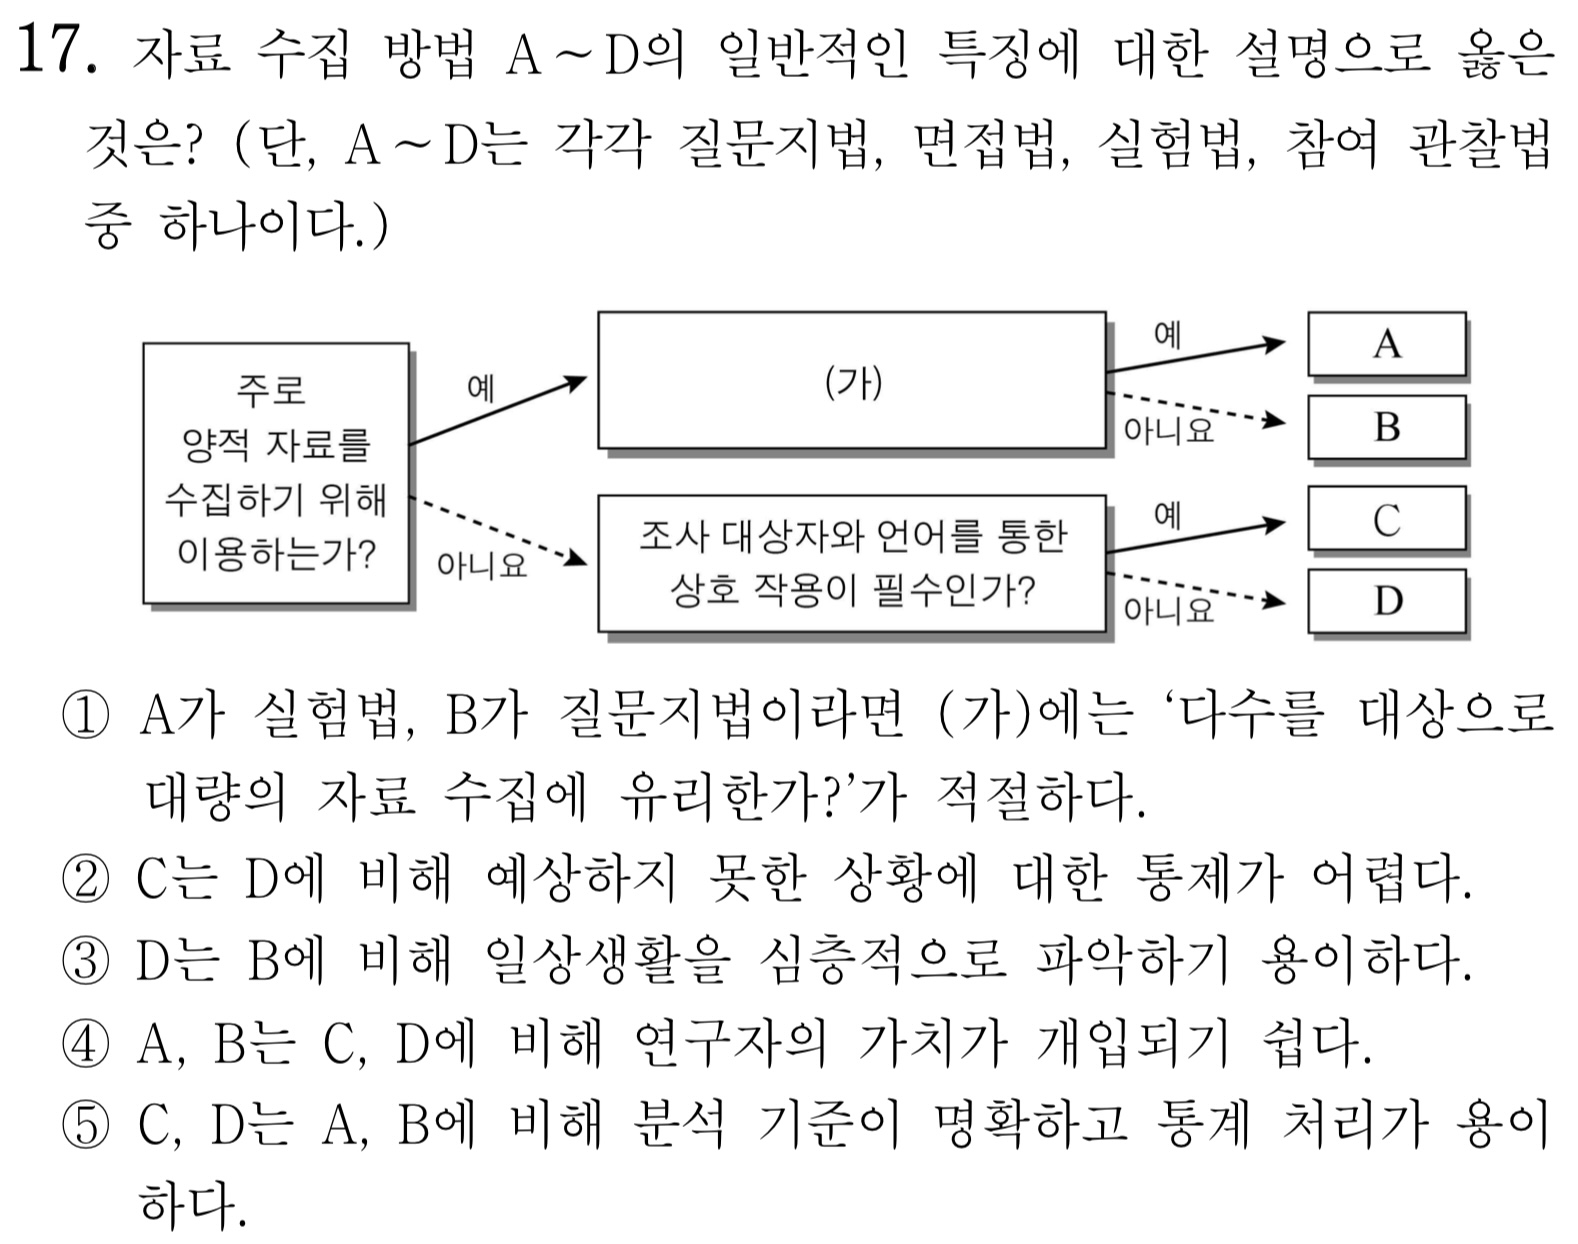 17. 자료 수집 방법 A～D의 일반적인 특징에 대한 설명으로 옳은
것은? (단, A～D는 각각 질문지법, 면접법, 실험법, 참여 관찰법
중 하나이다.)
주로
양적 자료를
수집하기 위해
이용하는가?
예
아니요
(가)
예
아니요
A
B
조사 대상자와 언어를 통한
상호 작용이 필수인가?
예
아니요
C
D
① A가 실험법, B가 질문지법이라면 (가)에는 ‘다수를 대상으로
대량의 자료 수집에 유리한가?’가 적절하다.
② C는 D에 비해 예상하지 못한 상황에 대한 통제가 어렵다.
③ D는 B에 비해 일상생활을 심층적으로 파악하기 용이하다.
④ A, B는 C, D에 비해 연구자의 가치가 개입되기 쉽다.
⑤ C, D는 A, B에 비해 분석 기준이 명확하고 통계 처리가 용이
하다.